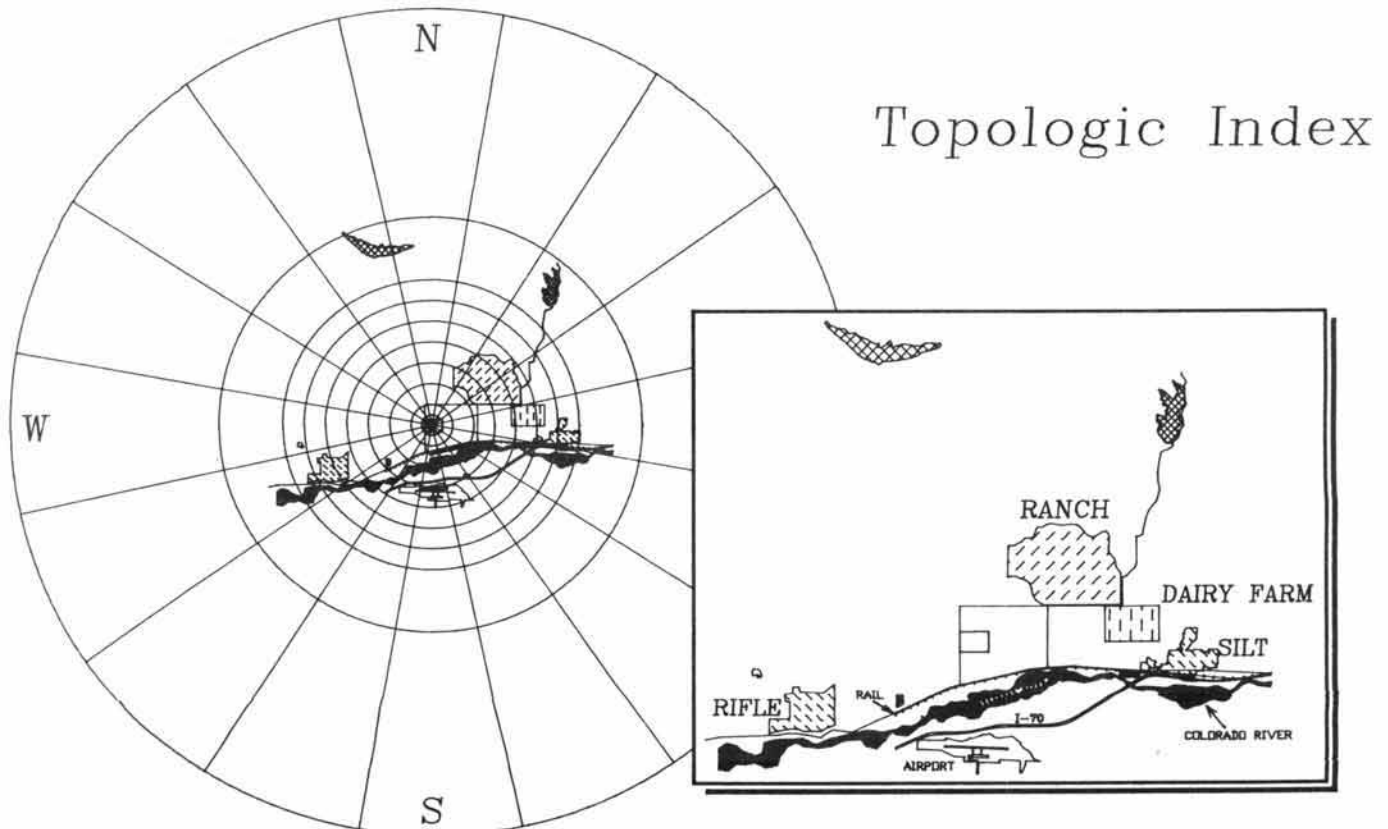 N
Topologic Index
W
RANCH
DAIRY FARM
SILT
RAIL
RIFLE
I-70
COLORADO RIVER
AIRPORT
S